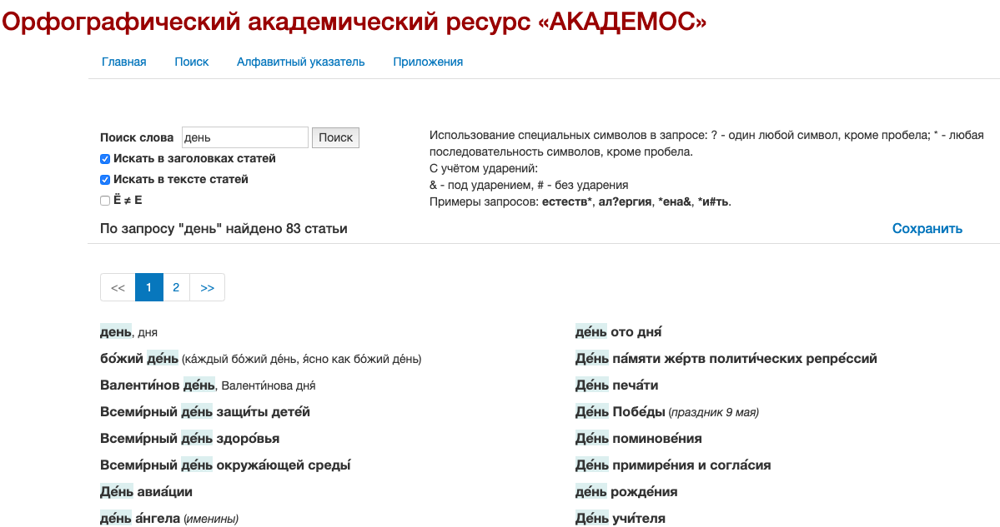 Орфографический академический ресурс «АКАДЕМОС»
Главная Поиск Алфавитный указатель Приложения
Поиск слова день Поиск
Искать в заголовках статей
Искать в тексте статей
Ё ≠ Е
Использование специальных символов в запросе: ? - один любой символ, кроме пробела; * - любая
последовательность символов, кроме пробела.
С учётом ударений:
& - под ударением, # - без ударения
Примеры запросов: естеств*, ал?ергия, *ена&, *и#ть.
По запросу "день" найдено 83 статьи Сохранить
<< 1 2 >>
день, дня
бо́жий де́нь (ка́ждый бо́жий де́нь, я́сно как бо́жий де́нь)
Валенти́нов де́нь, Валенти́нова дня́
Всеми́рный де́нь защи́ты дете́й
Всеми́рный де́нь здоро́вья
Всеми́рный де́нь окружа́ющей среды́
Де́нь авиа́ции
де́нь а́нгела (именины)
де́нь ото дня́
Де́нь па́мяти же́ртв полити́ческих репре́ссий
Де́нь печа́ти
Де́нь Побе́ды (праздник 9 мая)
Де́нь помино­ве́ния
Де́нь примире́ния и согла́сия
де́нь рожде́ния
Де́нь учи́теля